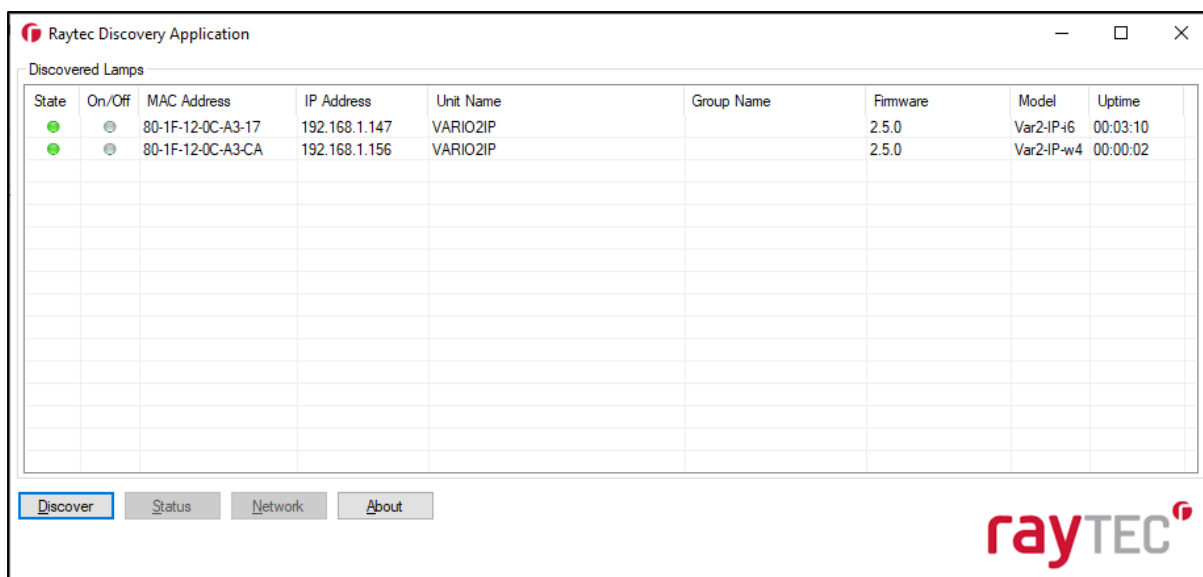 Raytec Discovery Application
Discovered Lamps
State On/Off MAC Address IP Address Unit Name Group Name Firmware Model Uptime
80-1F-12-0C-A3-17 192.168.1.147 VARIO2IP 2.5.0 Var2-IP-i6 00:03:10
80-1F-12-0C-A3-CA 192.168.1.156 VARIO2IP 2.5.0 Var2-IP-w4 00:00:02
Discover Status Network About
rayTEC